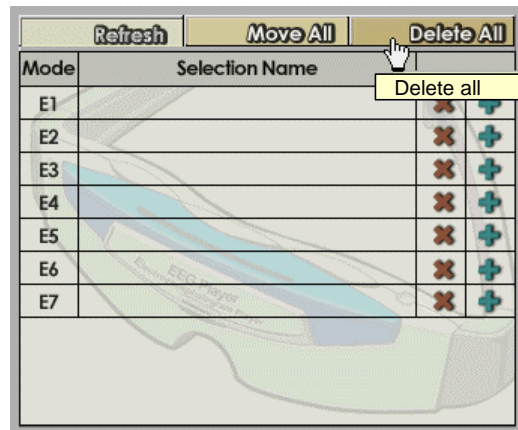 Refresh Move All Delete All
Mode Selection Name
Delete all
E1
E2
E3
E4
E5
E6
E7
EEG Player